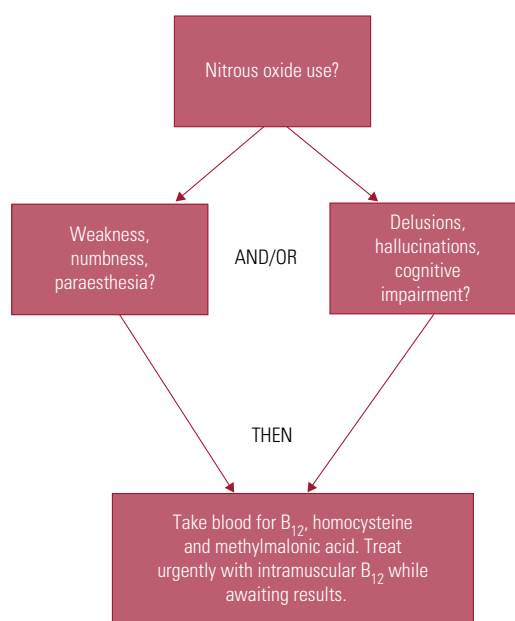 Nitrous oxide use?
Weakness,
numbness,
paraesthesia?
AND/OR
Delusions,
hallucinations,
cognitive
impairment?
THEN
Take blood for B₁₂, homocysteine
and methylmalonic acid. Treat
urgently with intramuscular B₁₂ while
awaiting results.